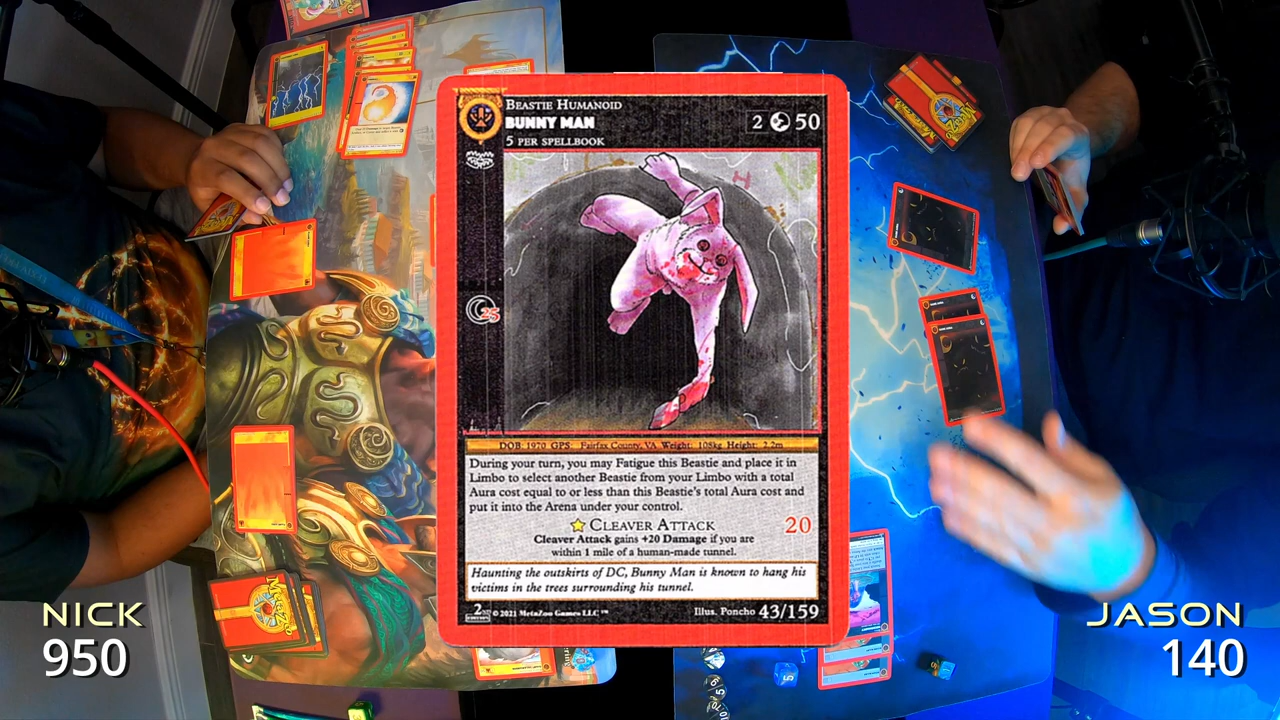 BEASTIE HUMANOID
BUNNY MAN
2 50
5 PER SPELLBOOK
25
DOB: 1970 GPS: Fairfax County, VA Weight: 108kg Height: 2.2m
During your turn, you may Fatigue this Beastie and place it in
Limbo to select another Beastie from your Limbo with a total
Aura cost equal to or less than this Beastie's total Aura cost and
put it into the Arena under your control.
CLEAVER ATTACK 20
Cleaver Attack gains +20 Damage if you are
within 1 mile of a human-made tunnel.
Haunting the outskirts of DC, Bunny Man is known to hang his
victims in the trees surrounding his tunnel.
2ND EDITION © 2021 MetaZoo Games LLC ™ Illus. Poncho 43/159
NICK
950
JASON
140